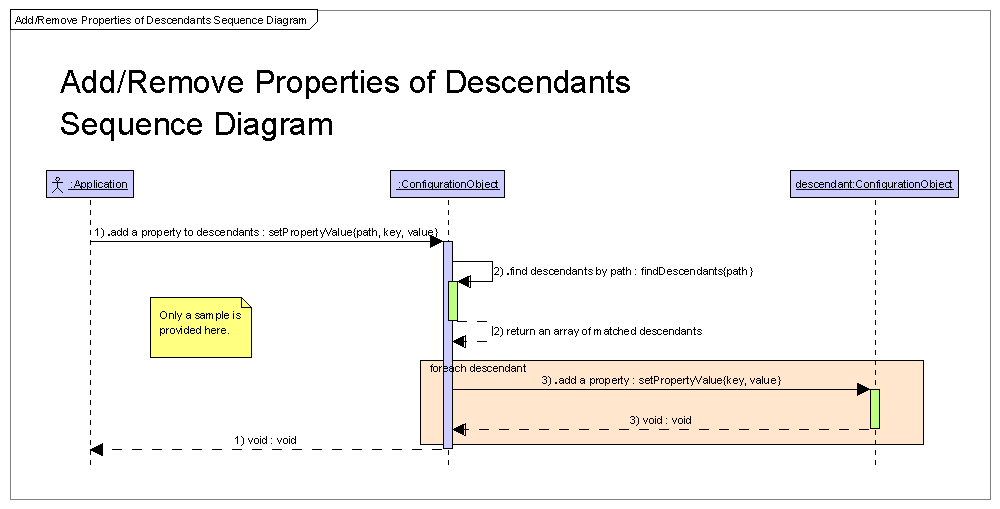 Add/Remove Properties of Descendants Sequence Diagram
Add/Remove Properties of Descendants
Sequence Diagram
:Application
:ConfigurationObject
descendant:ConfigurationObject
1) .add a property to descendants : setPropertyValue{path, key, value}
2) .find descendants by path : findDescendants{path}
Only a sample is
provided here.
2) return an array of matched descendants
foreach descendant
3) .add a property : setPropertyValue{key, value}
3) void : void
1) void : void